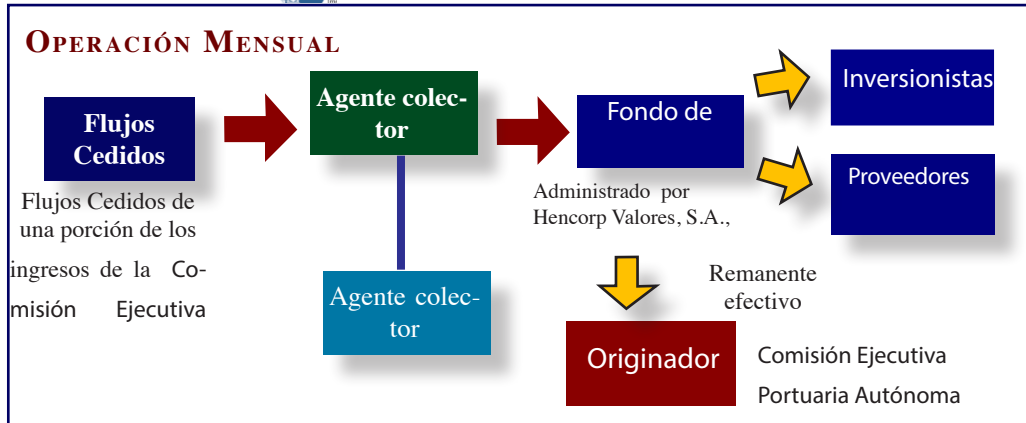 OPERACIÓN MENSUAL
Flujos
Cedidos
Flujos Cedidos de
una porción de los
ingresos de la Co-
misión Ejecutiva
Agente colec-
tor
Agente colec-
tor
Fondo de
Administrado por
Hencorp Valores, S.A.,
Inversionistas
Proveedores
Remanente
efectivo
Originador
Comisión Ejecutiva
Portuaria Autónoma